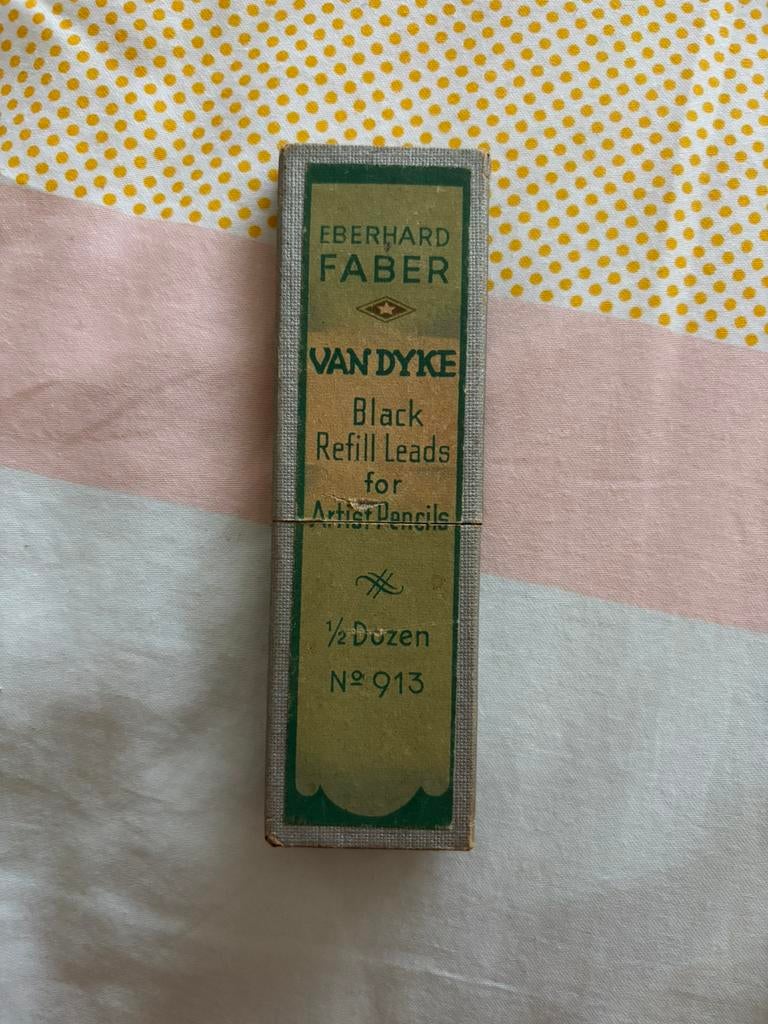 EBERHARD
FABER
VAN DYKE
Black
Refill Leads
for
Artist Pencils
½ Dozen
Nº 913